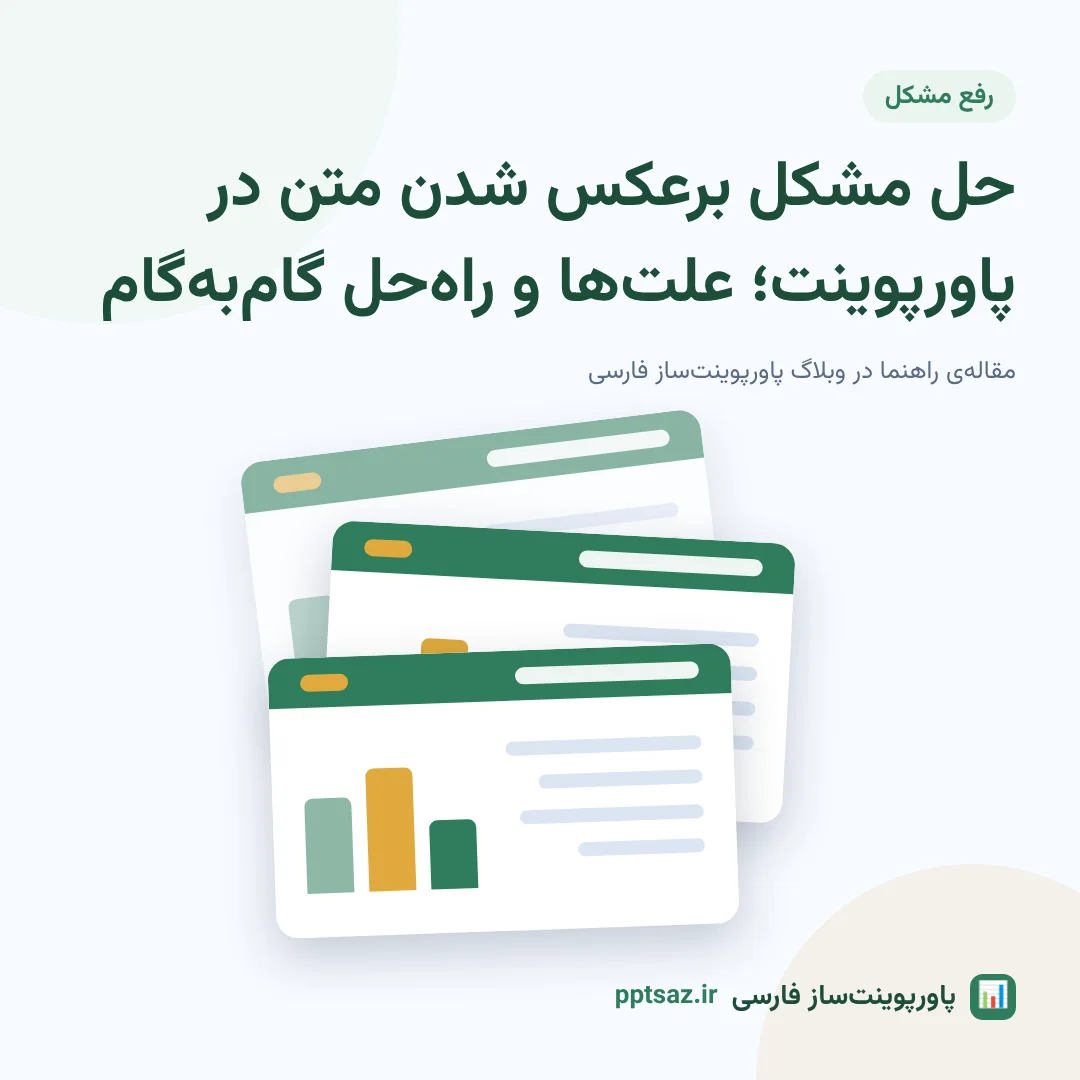 رفع مشکل
حل مشکل برعکس شدن متن در
پاورپوینت؛ علت‌ها و راه‌حل گام‌به‌گام
مقاله‌ی راهنما در وبلاگ پاورپوینت‌ساز فارسی
پاورپوینت‌ساز فارسی pptsaz.ir